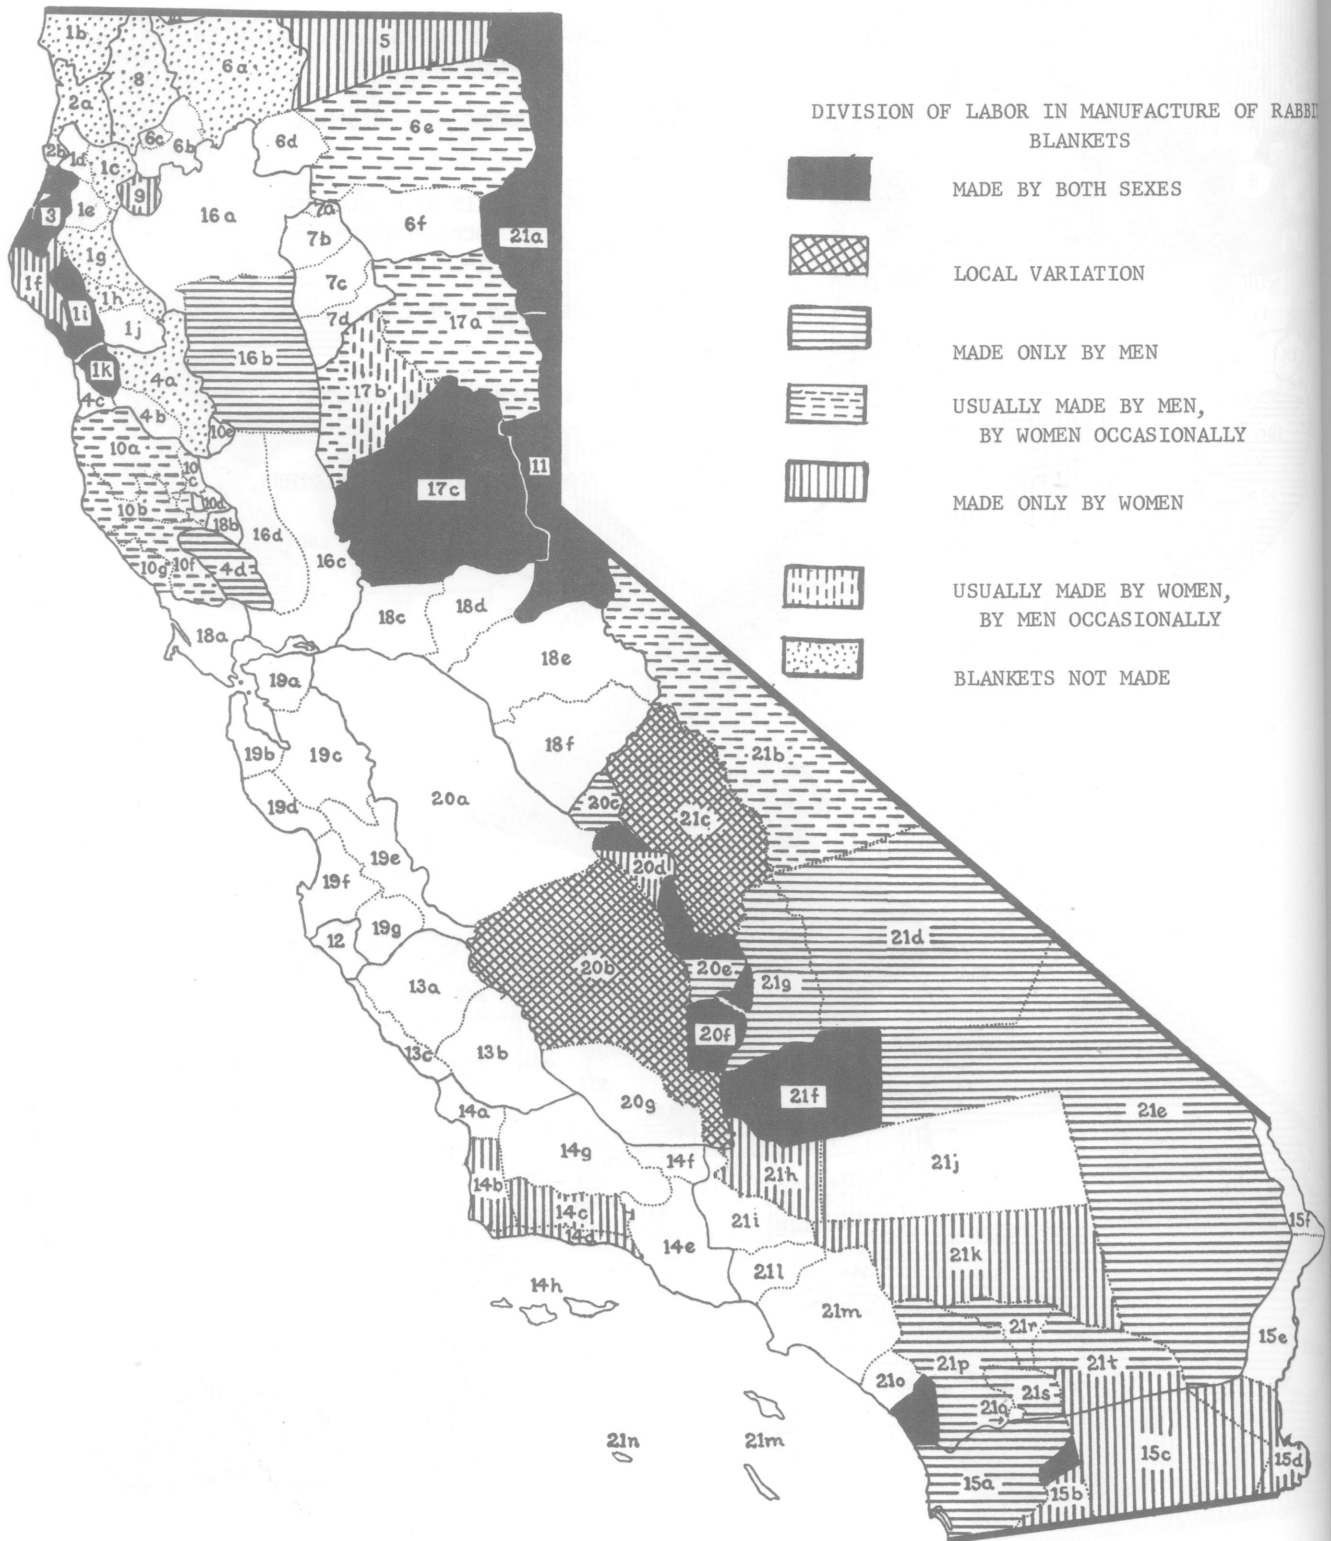 DIVISION OF LABOR IN MANUFACTURE OF RABBI
BLANKETS
MADE BY BOTH SEXES
LOCAL VARIATION
MADE ONLY BY MEN
USUALLY MADE BY MEN,
BY WOMEN OCCASIONALLY
MADE ONLY BY WOMEN
USUALLY MADE BY WOMEN,
BY MEN OCCASIONALLY
BLANKETS NOT MADE
1b
5
8
6a
2a
6e
6c
6b
6d
2b
1d
1c
9
3
1e
16a
7a
7b
6f
21a
1g
1f
7c
1h
1i
1j
7d
17a
16b
1k
4a
17b
4c
4b
10e
10a
10c
11
17c
10d
10b
18b
16d
16c
10g
10f
4d
18a
18c
18d
18e
19a
18f
19b
19c
21b
20a
20c
19d
21c
19e
20d
19f
12
19g
21d
20b
20e
21g
13a
20f
13c
13b
21f
14a
20g
21e
14g
14f
21h
21j
14b
14c
14d
21i
15f
14e
21k
21l
14h
21m
21r
15e
21p
21t
21o
21s
21q
21n
21m
15a
15b
15c
15d